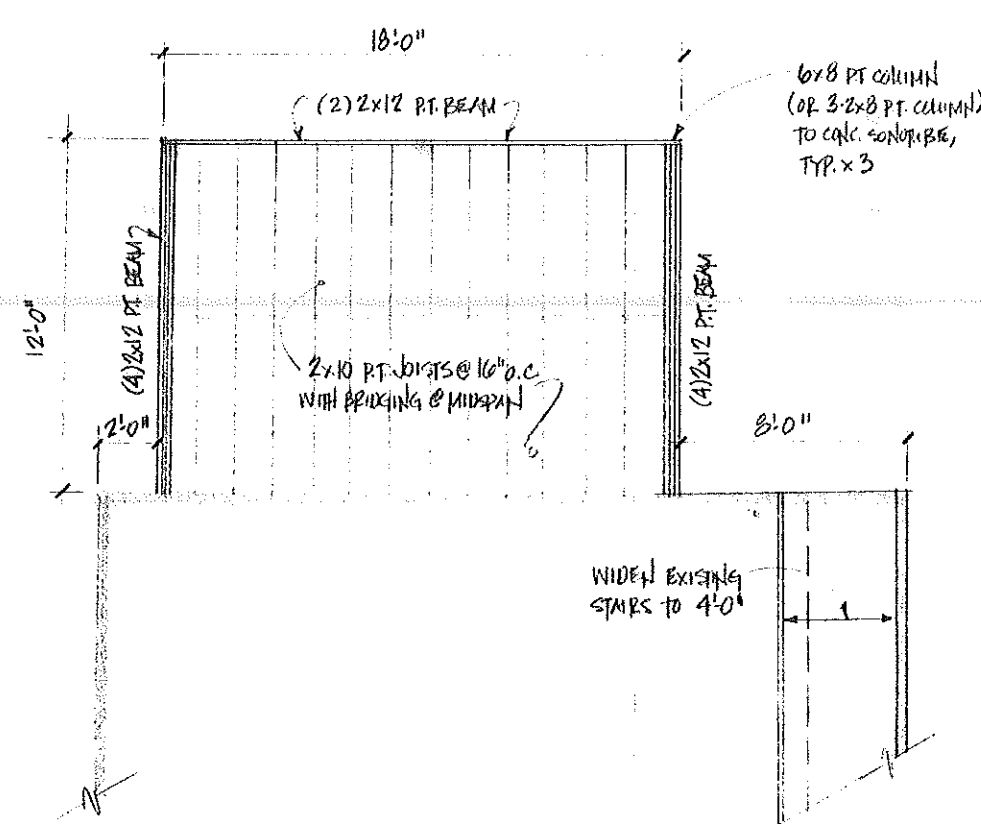 18'-0"
(2) 2x12 P.T. BEAM
6x8 PT COLUMN
(OR 3-2x8 PT. COLUMN)
TO CONC. SONOTUBE,
TYP. x 3
12'-0"
(4) 2x12 PT. BEAM
(4) 2x12 P.T. BEAM
2x10 P.T. JOISTS @ 16" O.C
WITH BRIDGING @ MIDSPAN
2'-0"
8'-0"
WIDEN EXISTING
STAIRS TO 4'-0"